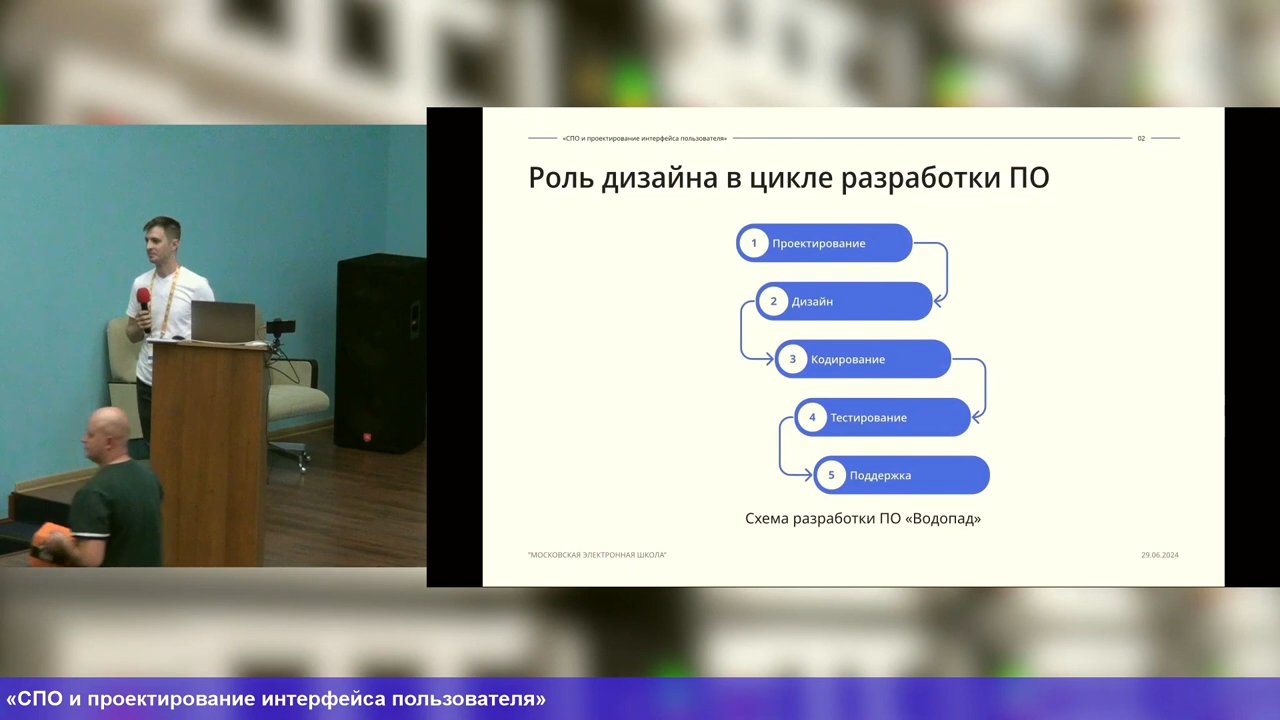 «СПО и проектирование интерфейса пользователя»
02
Роль дизайна в цикле разработки ПО
1 Проектирование
2 Дизайн
3 Кодирование
4 Тестирование
5 Поддержка
Схема разработки ПО «Водопад»
"МОСКОВСКАЯ ЭЛЕКТРОННАЯ ШКОЛА"
29.06.2024
«СПО и проектирование интерфейса пользователя»